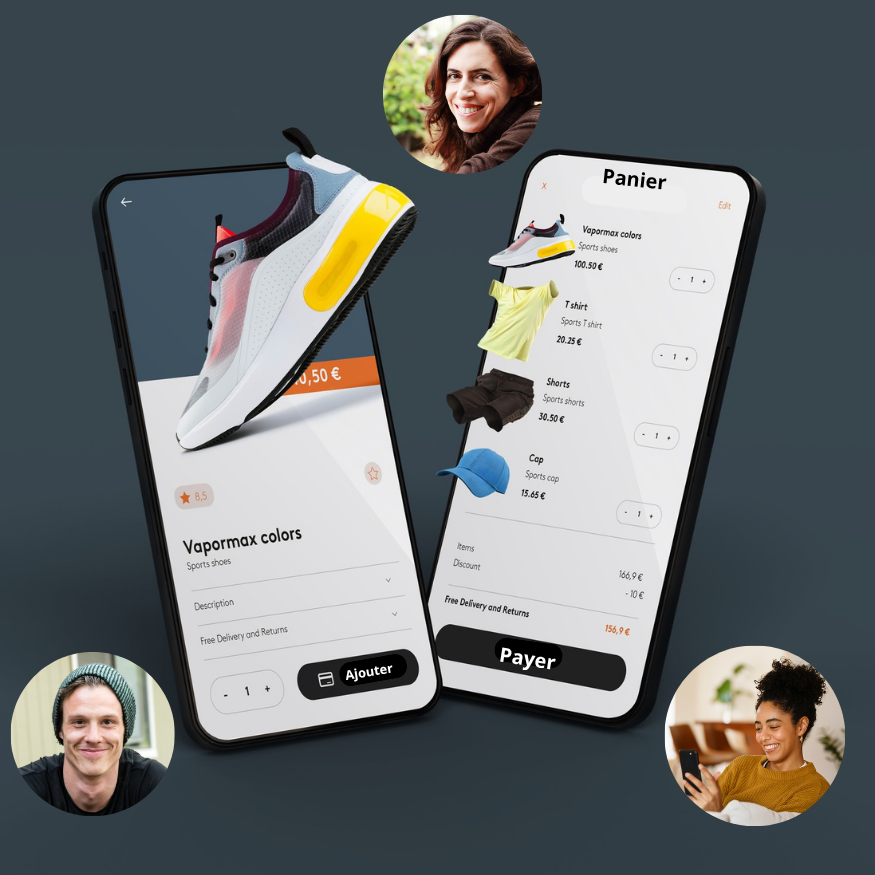 0,50 €
8,5
Vapormax colors
Sports shoes
Description
Free Delivery and Returns
- 1 +
Ajouter
x
Panier
Edit
Vapormax colors
Sports shoes
100.50 €
- 1 +
T shirt
Sports T shirt
20.25 €
- 1 +
Shorts
Sports shorts
30.50 €
- 1 +
Cap
Sports cap
15.65 €
- 1 +
Items
166,9 €
Discount
- 10 €
Free Delivery and Returns
156,9 €
Payer